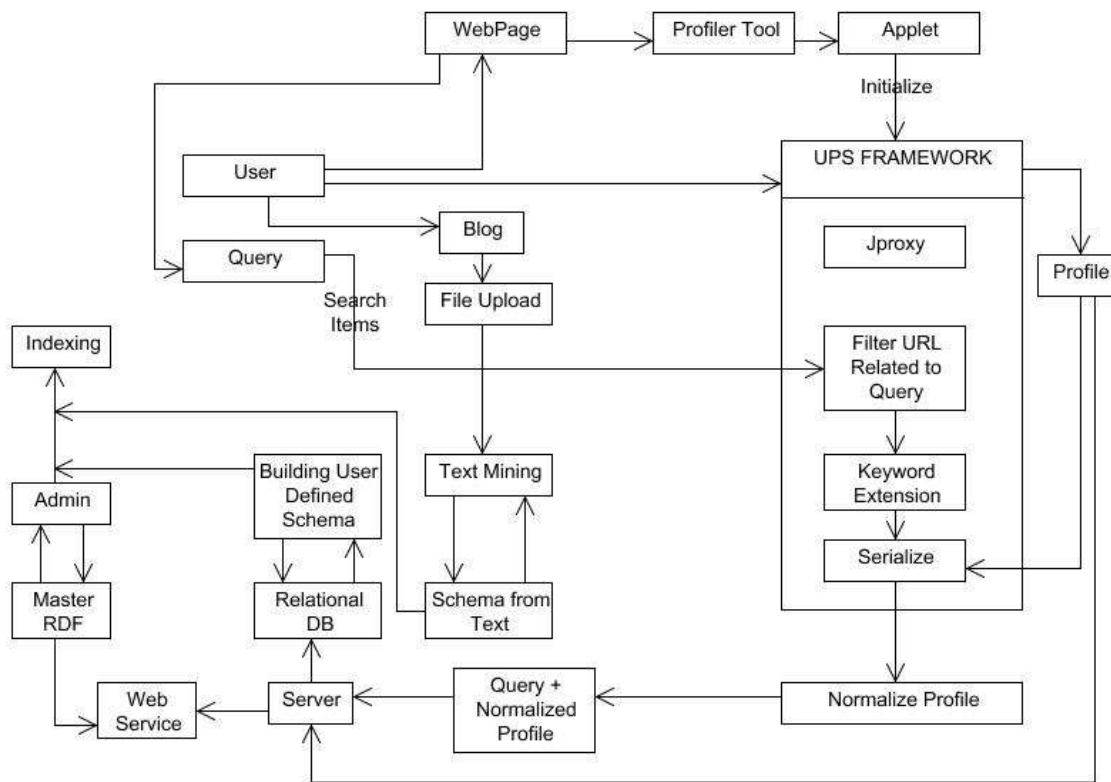 WebPage
Profiler Tool
Applet
Initialize
UPS FRAMEWORK
User
Blog
Jproxy
Query
Profile
Search
Items
File Upload
Indexing
Filter URL
Related to
Query
Building User
Defined
Schema
Text Mining
Keyword
Extension
Admin
Serialize
Master
RDF
Relational
DB
Schema from
Text
Web
Service
Server
Query +
Normalized
Profile
Normalize Profile